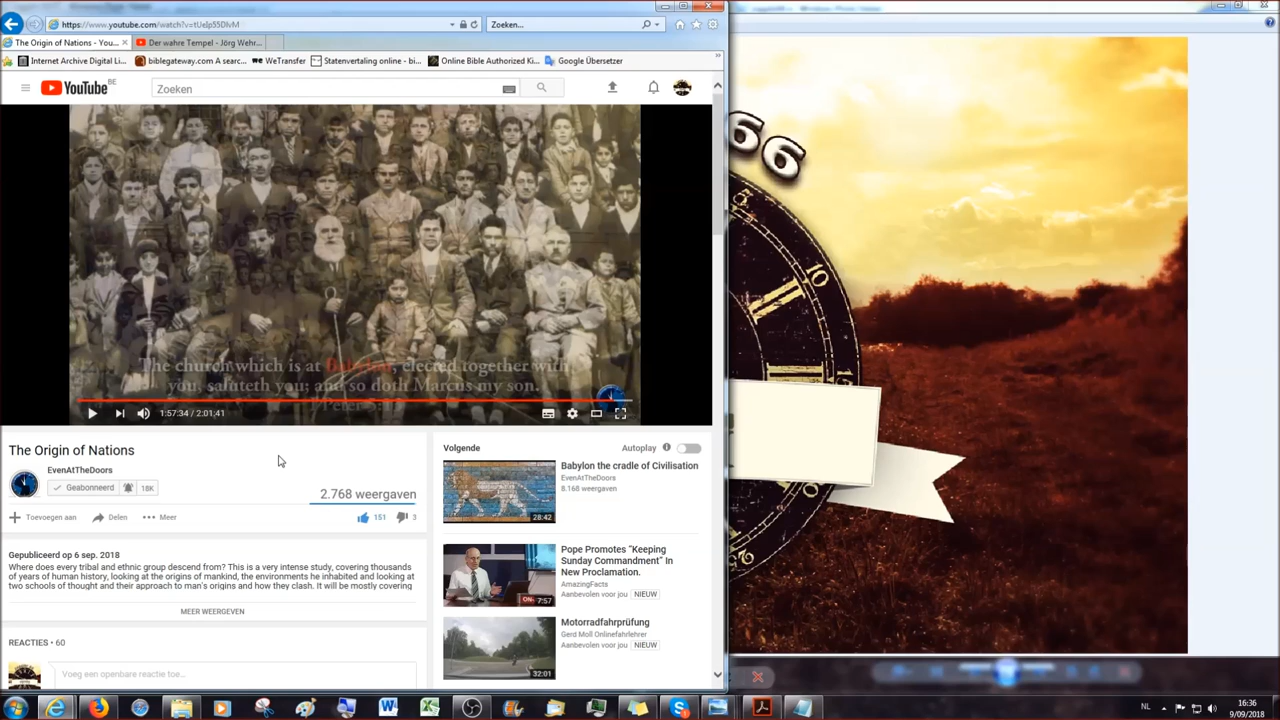 https://www.youtube.com/watch?v=tUeIp55DIvM
Zoeken...
The Origin of Nations - You...
Der wahre Tempel - Jörg Wehr...
Internet Archive Digital Li...
biblegateway.com A searc...
WeTransfer
Statenvertaling online - bi...
Online Bible Authorized Ki...
Google Übersetzer
YouTube BE
Zoeken
66
The church which is at Babylon, elected together with
you, saluteth you; and so doth Marcus my son.
1:57:34 / 2:01:41
The Origin of Nations
EvenAtTheDoors
Geabonneerd
18K
2.768 weergaven
Toevoegen aan
Delen
Meer
151
3
Gepubliceerd op 6 sep. 2018
Where does every tribal and ethnic group descend from? This is a very intense study, covering thousands
of years of human history, looking at the origins of mankind, the environments he inhabited and looking at
two schools of thought and their approach to man's origins and how they clash. It will be mostly covering
MEER WEERGEVEN
REACTIES • 60
Voeg een openbare reactie toe...
Volgende
Autoplay
Babylon the cradle of Civilisation
EvenAtTheDoors
8.168 weergaven
28:42
Pope Promotes "Keeping
Sunday Commandment" In
New Proclamation.
AmazingFacts
Aanbevolen voor jou NIEUW
7:57
Motorradfahrprüfung
Gerd Moll Onlinefahrlehrer
Aanbevolen voor jou NIEUW
32:01
NL
16:36
9/09/2018